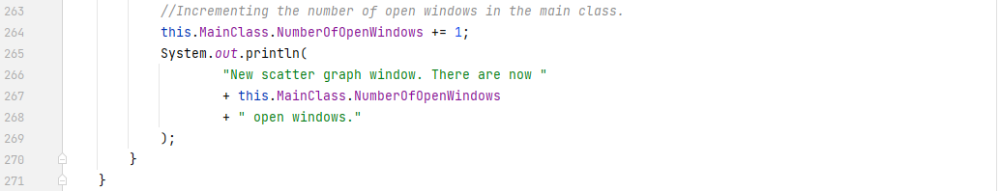 263 //Incrementing the number of open windows in the main class.
264 this.MainClass.NumberOfOpenWindows += 1;
265 System.out.println(
266 "New scatter graph window. There are now "
267 + this.MainClass.NumberOfOpenWindows
268 + " open windows."
269 );
270 }
271 }